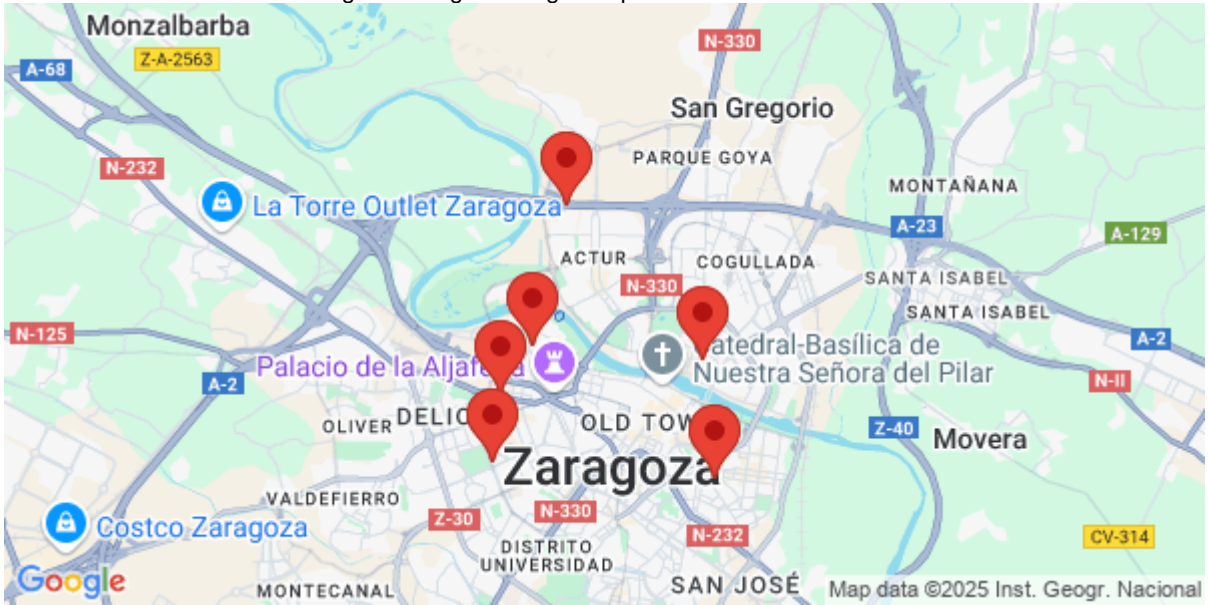 Monzalbarba
Z-A-2563
N-330
A-68
San Gregorio
PARQUE GOYA
N-232
MONTAÑANA
La Torre Outlet Zaragoza
A-23
A-129
ACTUR
COGULLADA
SANTA ISABEL
N-330
SANTA ISABEL
N-125
A-2
Palacio de la Aljafe
Catedral-Basílica de
Nuestra Señora del Pilar
A-2
N-II
OLIVER
DELIC
OLD TOW
Z-40
Movera
Zaragoza
VALDEFIERRO
Z-30
N-330
Costco Zaragoza
N-232
CV-314
DISTRITO
UNIVERSIDAD
Google
MONTECANAL
SAN JOSÉ
Map data ©2025 Inst. Geogr. Nacional